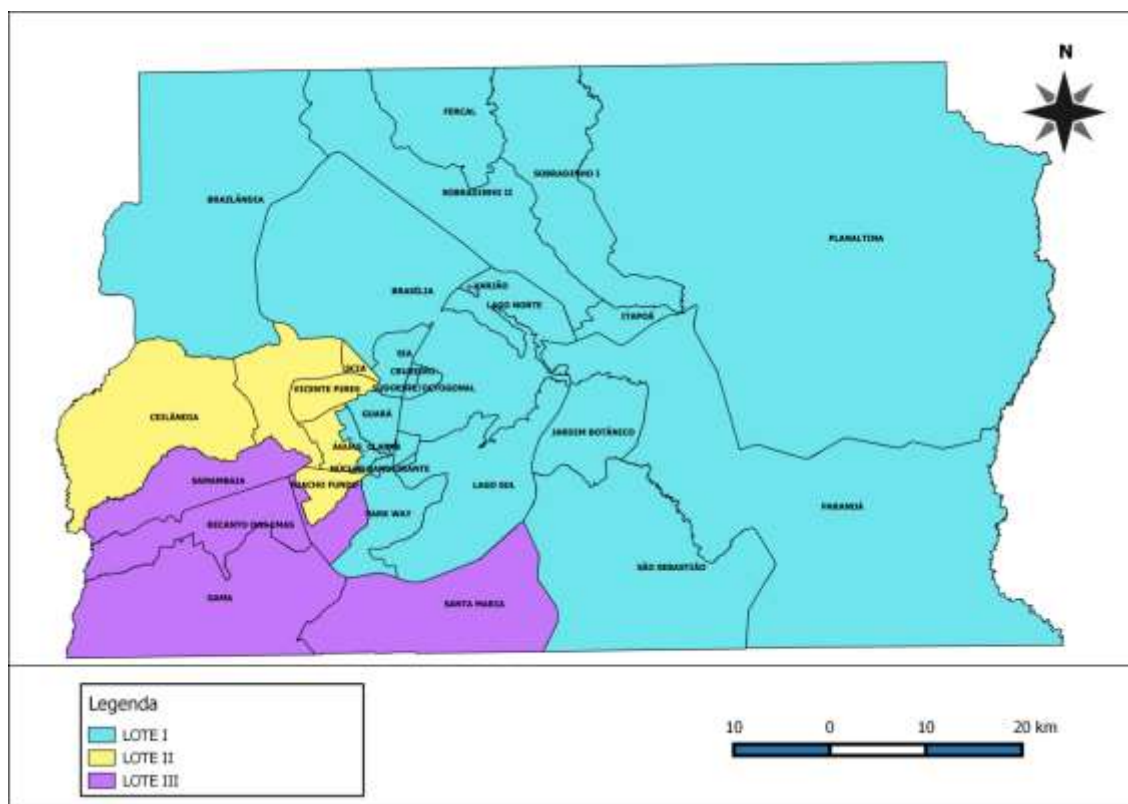 N
FERCAL
SOBRADINHO I
SOBRADINHO II
BRAZLÂNDIA
PLANALTINA
BRASÍLIA
VARJÃO
LAGO NORTE
ITAPOÃ
SIA
CRUZEIRO
SCIA
VICENTE PIRES
SUDOESTE/OCTOGONAL
CEILÂNDIA
GUARÁ
JARDIM BOTÂNICO
ÁGUAS CLARAS
NÚCLEO BANDEIRANTE
SAMAMBAIA
RIACHO FUNDO
LAGO SUL
PARANOÁ
PARK WAY
RECANTO DAS EMAS
SÃO SEBASTIÃO
GAMA
SANTA MARIA
Legenda
LOTE I
LOTE II
LOTE III
10 0 10 20 km